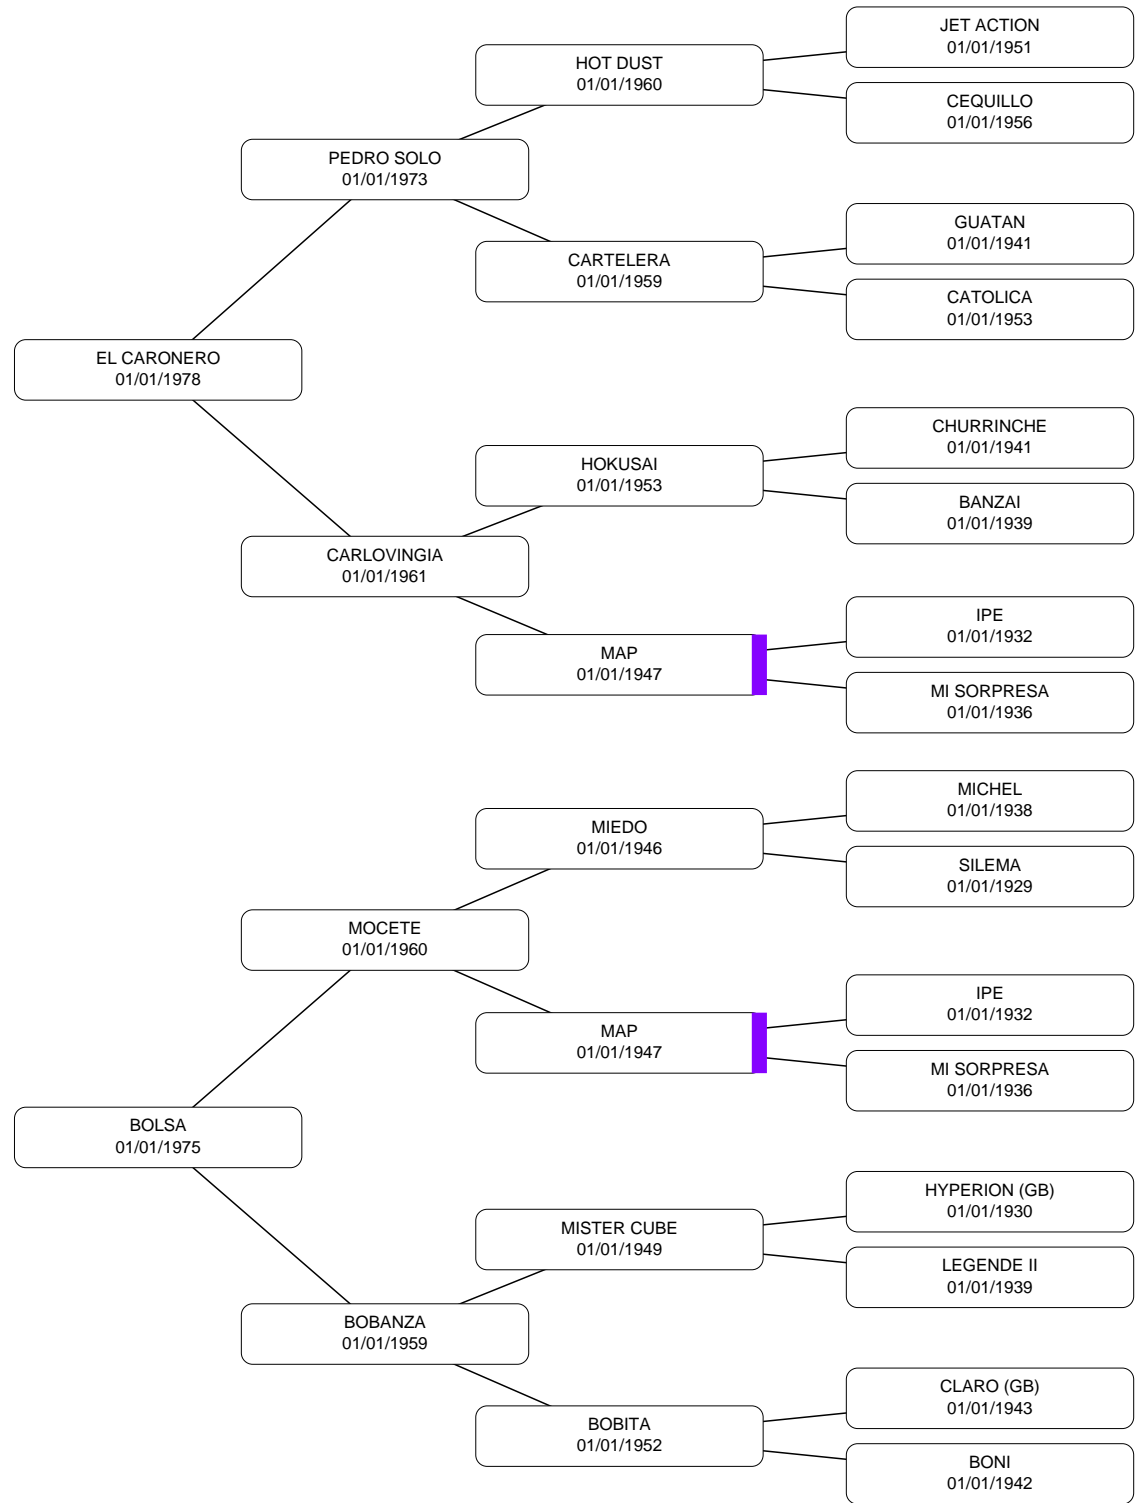 JET ACTION
01/01/1951
HOT DUST
01/01/1960
CEQUILLO
01/01/1956
PEDRO SOLO
01/01/1973
GUATAN
01/01/1941
CARTELERA
01/01/1959
CATOLICA
01/01/1953
EL CARONERO
01/01/1978
CHURRINCHE
01/01/1941
HOKUSAI
01/01/1953
BANZAI
01/01/1939
CARLOVINGIA
01/01/1961
IPE
01/01/1932
MAP
01/01/1947
MI SORPRESA
01/01/1936
MICHEL
01/01/1938
MIEDO
01/01/1946
SILEMA
01/01/1929
MOCETE
01/01/1960
IPE
01/01/1932
MAP
01/01/1947
MI SORPRESA
01/01/1936
BOLSA
01/01/1975
HYPERION (GB)
01/01/1930
MISTER CUBE
01/01/1949
LEGENDE II
01/01/1939
BOBANZA
01/01/1959
CLARO (GB)
01/01/1943
BOBITA
01/01/1952
BONI
01/01/1942